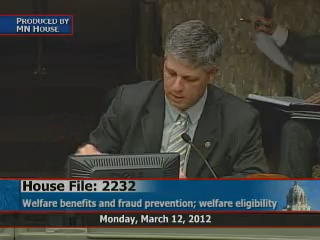 PRODUCED BY
MN HOUSE
House File: 2232
Welfare benefits and fraud prevention; welfare eligibility
Monday, March 12, 2012